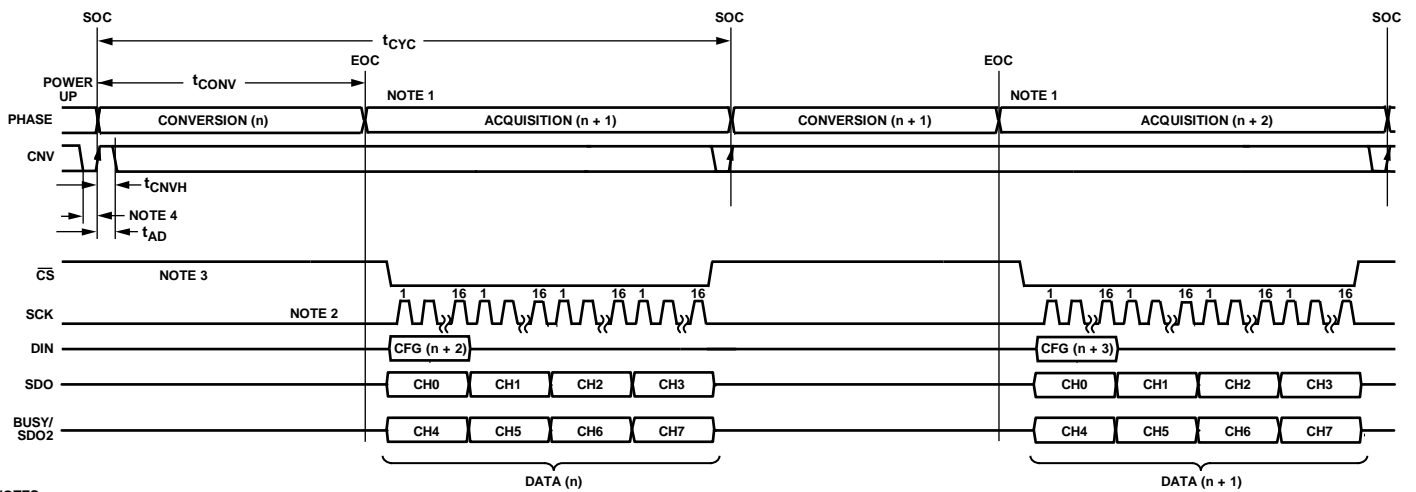 SOC SOC SOC
tCYC
EOC EOC
POWER UP tCONV
NOTE 1 NOTE 1
PHASE CONVERSION (n) ACQUISITION (n + 1) CONVERSION (n + 1) ACQUISITION (n + 2)
CNV
tCNVH
NOTE 4
tAD
CS NOTE 3
1 16 1 16 1 16 1 16 1 16 1 16 1 16 1 16
SCK NOTE 2
DIN CFG (n + 2) CFG (n + 3)
SDO CH0 CH1 CH2 CH3 CH0 CH1 CH2 CH3
BUSY/
SDO2 CH4 CH5 CH6 CH7 CH4 CH5 CH6 CH7
DATA (n) DATA (n + 1)